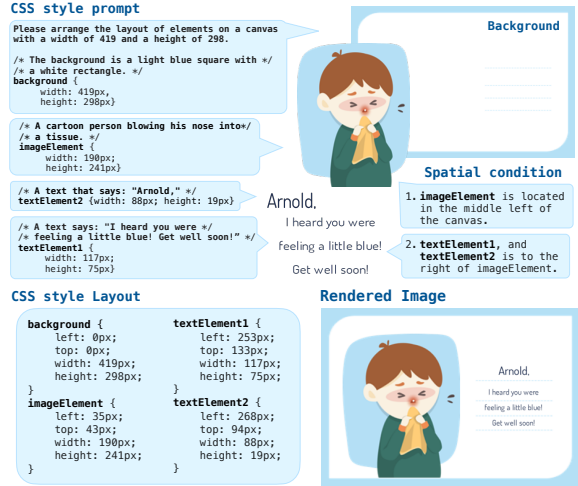 CSS style prompt
Please arrange the layout of elements on a canvas
with a width of 419 and a height of 298.
/* The background is a light blue square with */
/* a white rectangle. */
background {
width: 419px,
height: 298px}
/* A cartoon person blowing his nose into*/
/* a tissue. */
imageElement {
width: 190px;
height: 241px}
/* A text that says: "Arnold," */
textElement2 {width: 88px; height: 19px}
/* A text says: "I heard you were */
/* feeling a little blue! Get well soon!” */
textElement1 {
width: 117px;
height: 75px}
Background
Arnold,
I heard you were
feeling a little blue!
Get well soon!
Spatial condition
1. imageElement is located
in the middle left of
the canvas.
2. textElement1, and
textElement2 is to the
right of imageElement.
CSS style Layout
background {
left: 0px;
top: 0px;
width: 419px;
height: 298px;
}
imageElement {
left: 35px;
top: 43px;
width: 190px;
height: 241px;
}
textElement1 {
left: 253px;
top: 133px;
width: 117px;
height: 75px;
}
textElement2 {
left: 268px;
top: 94px;
width: 88px;
height: 19px;
}
Rendered Image
Arnold,
I heard you were
feeling a little blue!
Get well soon!